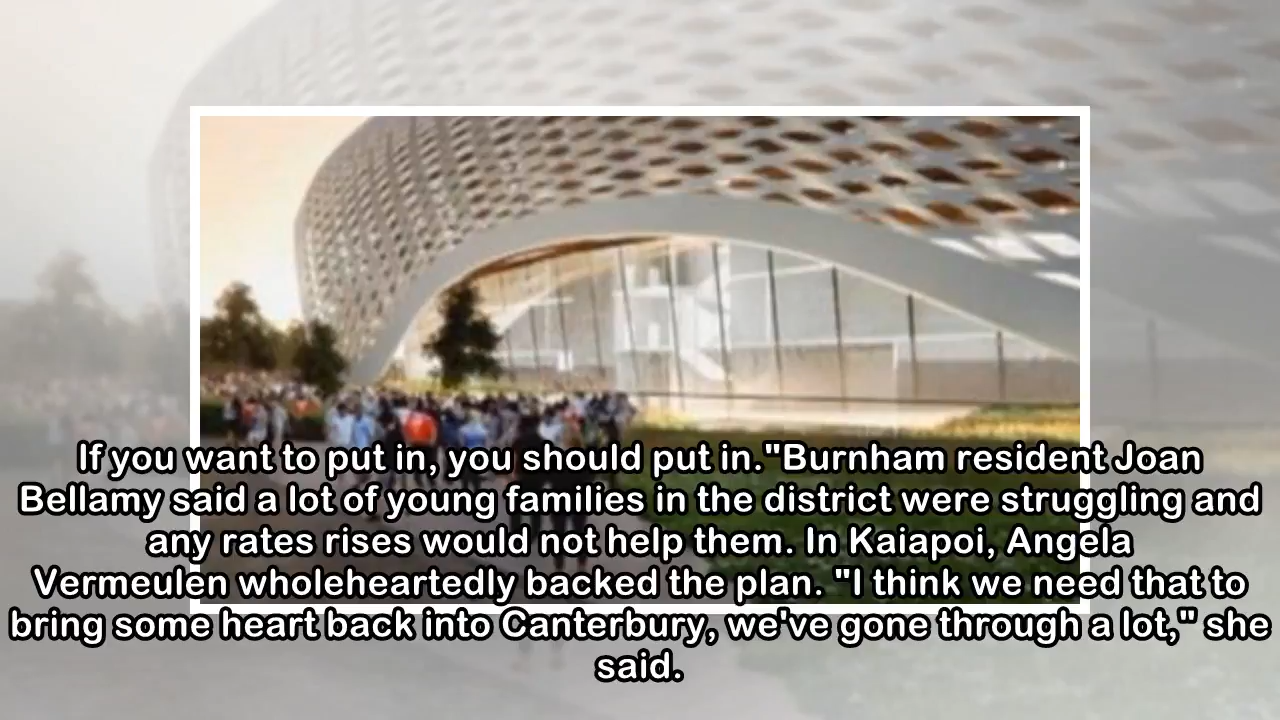 If you want to put in, you should put in."Burnham resident Joan
Bellamy said a lot of young families in the district were struggling and
any rates rises would not help them. In Kaiapoi, Angela
Vermeulen wholeheartedly backed the plan. "I think we need that to
bring some heart back into Canterbury, we've gone through a lot," she
said.